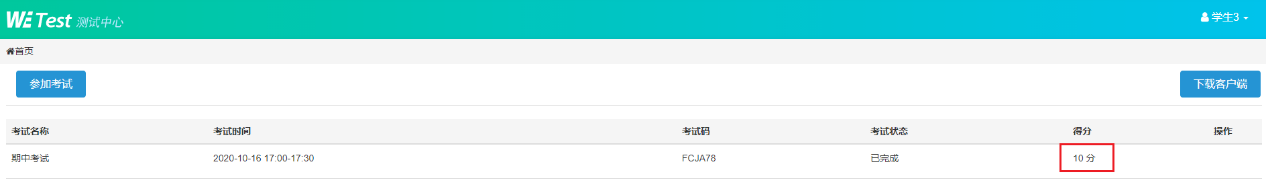 WE Test 测试中心
学生3
首页
参加考试
下载客户端
考试名称 考试时间 考试码 考试状态 得分 操作
期中考试 2020-10-16 17:00-17:30 FCJA78 已完成 10 分